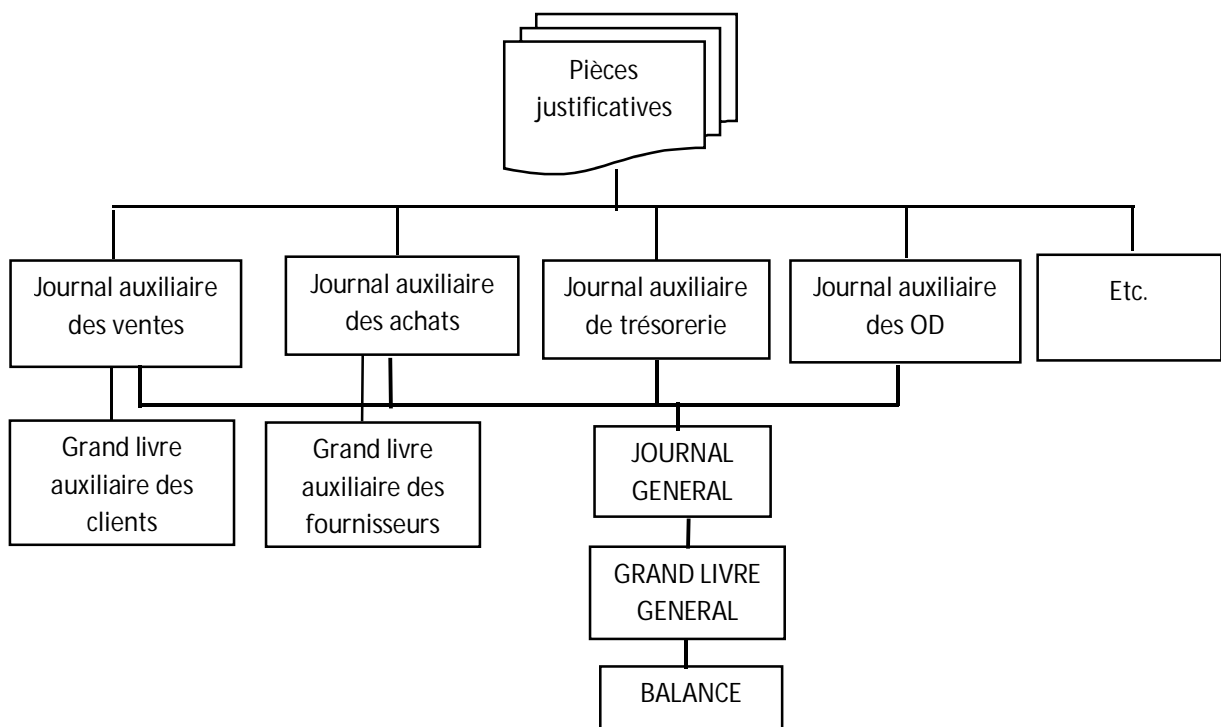 Pièces
justificatives
Journal auxiliaire
des ventes
Journal auxiliaire
des achats
Journal auxiliaire
de trésorerie
Journal auxiliaire
des OD
Etc.
Grand livre
auxiliaire des
clients
Grand livre
auxiliaire des
fournisseurs
JOURNAL
GENERAL
GRAND LIVRE
GENERAL
BALANCE